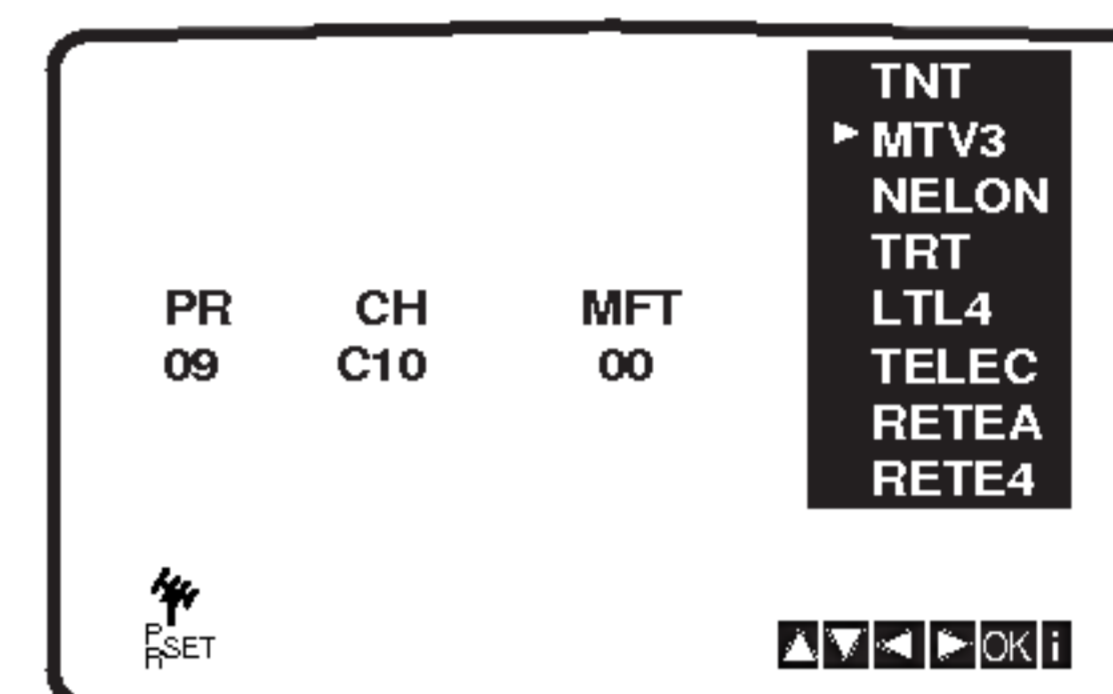 TNT
MTV3
NELON
TRT
PR CH MFT LTL4
09 C10 00 TELEC
RETEA
RETE4
PR SET
OK i